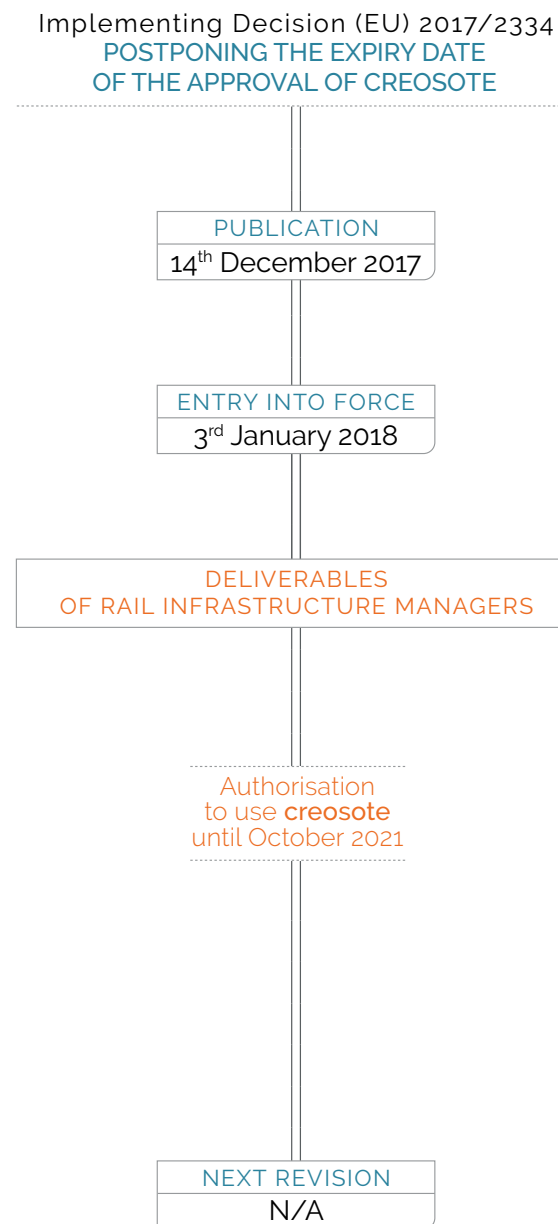 Implementing Decision (EU) 2017/2334
POSTPONING THE EXPIRY DATE
OF THE APPROVAL OF CREOSOTE
PUBLICATION
14th December 2017
ENTRY INTO FORCE
3rd January 2018
DELIVERABLES
OF RAIL INFRASTRUCTURE MANAGERS
Authorisation
to use creosote
until October 2021
NEXT REVISION
N/A